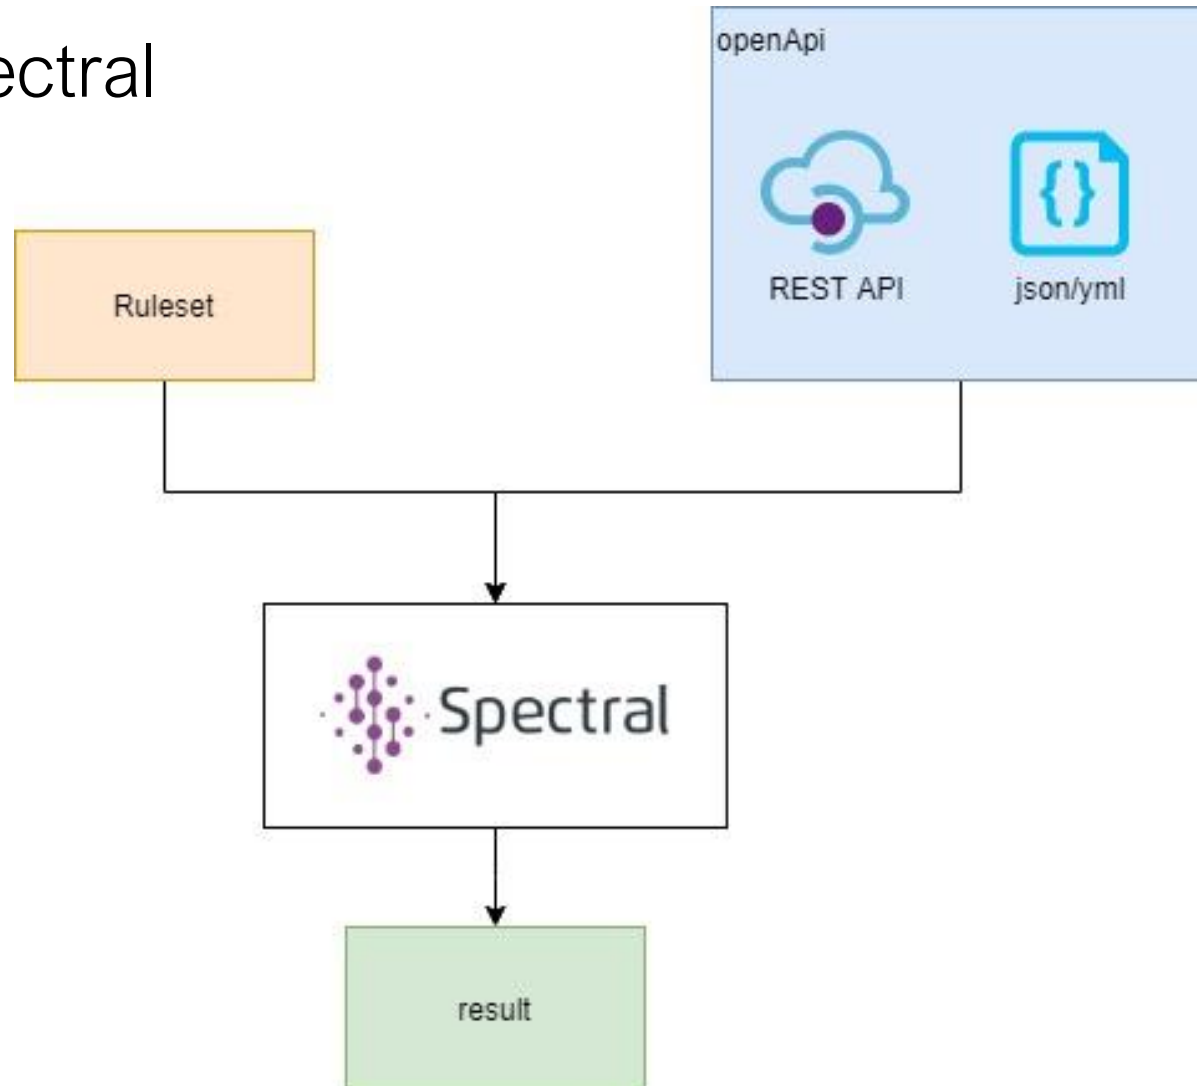 ectral
openApi
REST API
json/yml
Ruleset
Spectral
result